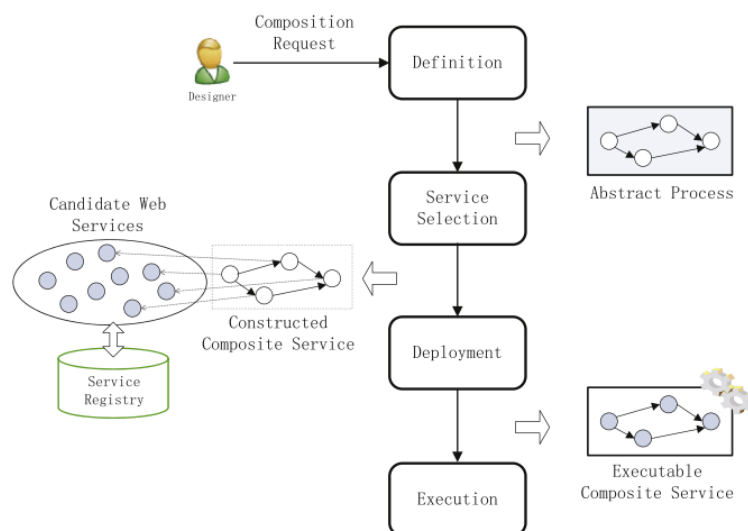 Composition
Request
Designer
Definition
Abstract Process
Service
Selection
Candidate Web
Services
Constructed
Composite Service
Service
Registry
Deployment
Executable
Composite Service
Execution